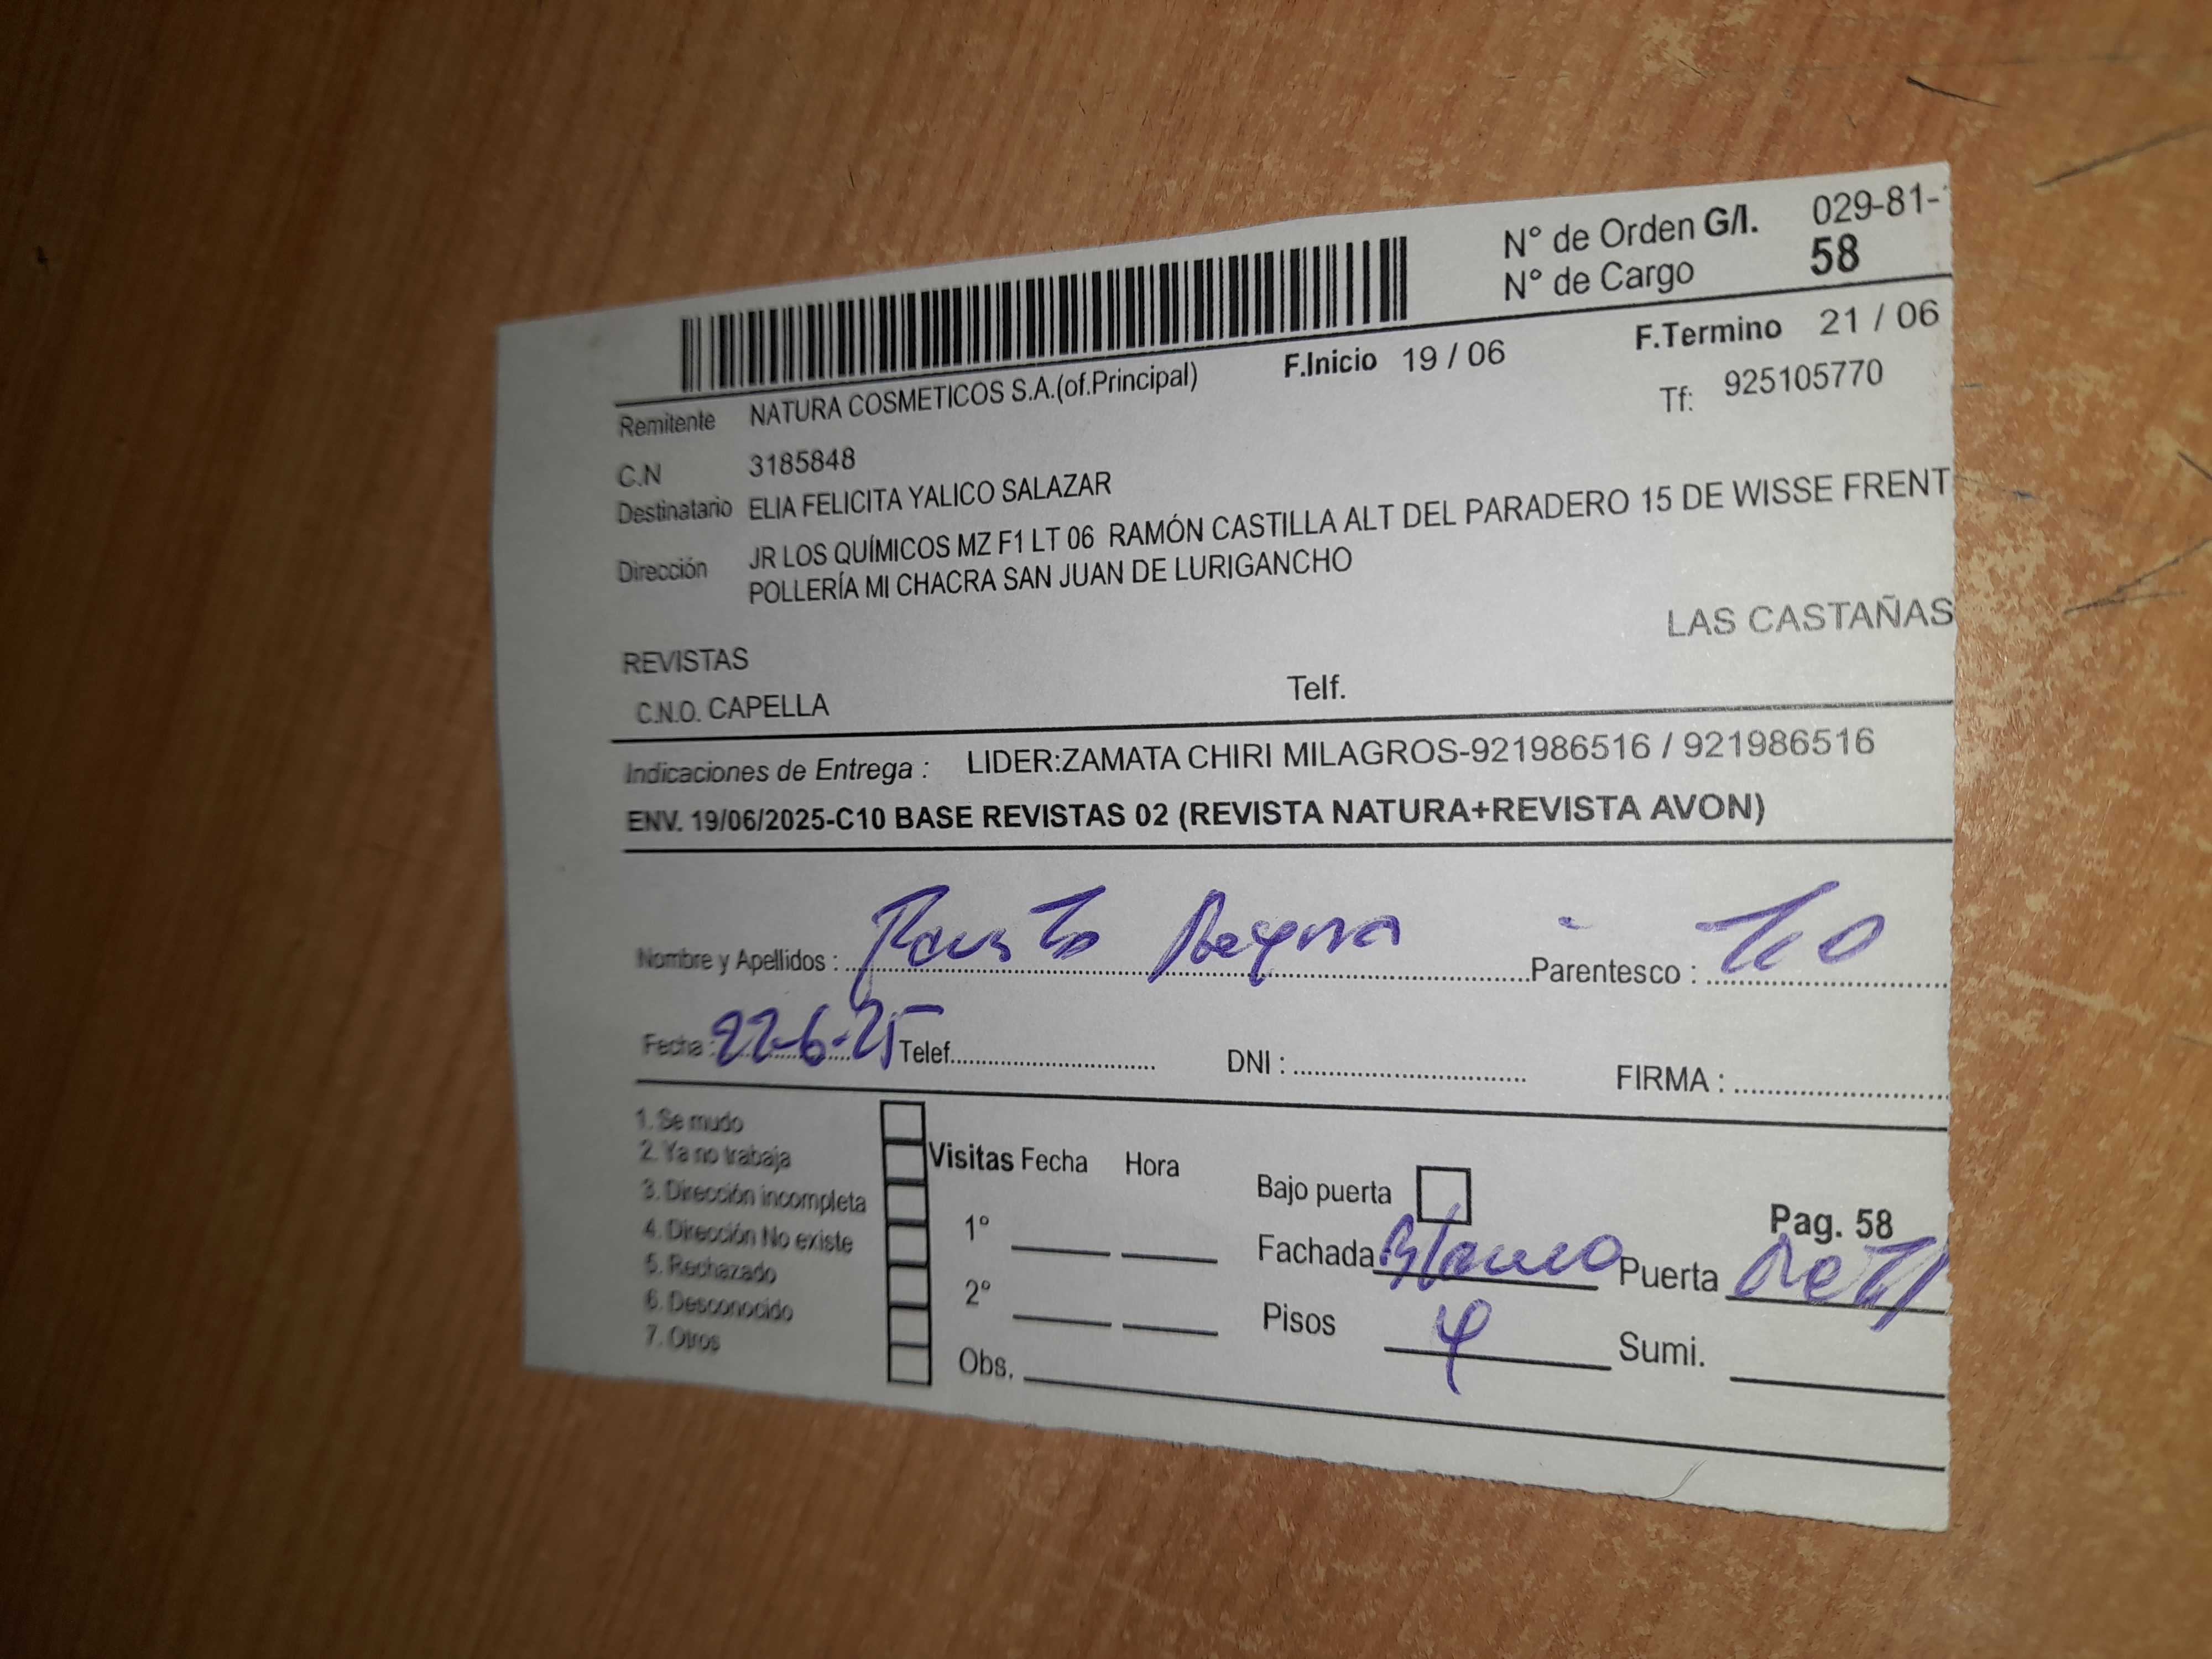 N° de Orden G/I. 029-81-
N° de Cargo 58
F.Inicio 19 / 06 F.Termino 21 / 06
Remitente NATURA COSMETICOS S.A.(of.Principal) Tf: 925105770
C.N 3185848
Destinatario ELIA FELICITA YALICO SALAZAR
Dirección JR LOS QUÍMICOS MZ F1 LT 06 RAMÓN CASTILLA ALT DEL PARADERO 15 DE WISSE FRENT
POLLERÍA MI CHACRA SAN JUAN DE LURIGANCHO
LAS CASTAÑAS
REVISTAS
C.N.O. CAPELLA Telf.
Indicaciones de Entrega : LIDER:ZAMATA CHIRI MILAGROS-921986516 / 921986516
ENV. 19/06/2025-C10 BASE REVISTAS 02 (REVISTA NATURA+REVISTA AVON)
Nombre y Apellidos : Fausto Reyna - Parentesco : Tio
Fecha : 22-6-25 Telef. DNI : FIRMA :
1. Se mudo
2. Ya no trabaja
3. Dirección incompleta
4. Dirección No existe
5. Rechazado
6. Desconocido
7. Otros
Visitas Fecha Hora
1°
2°
Obs.
Bajo puerta
Pag. 58
Fachada Blanco Puerta
Pisos 4 Sumi.